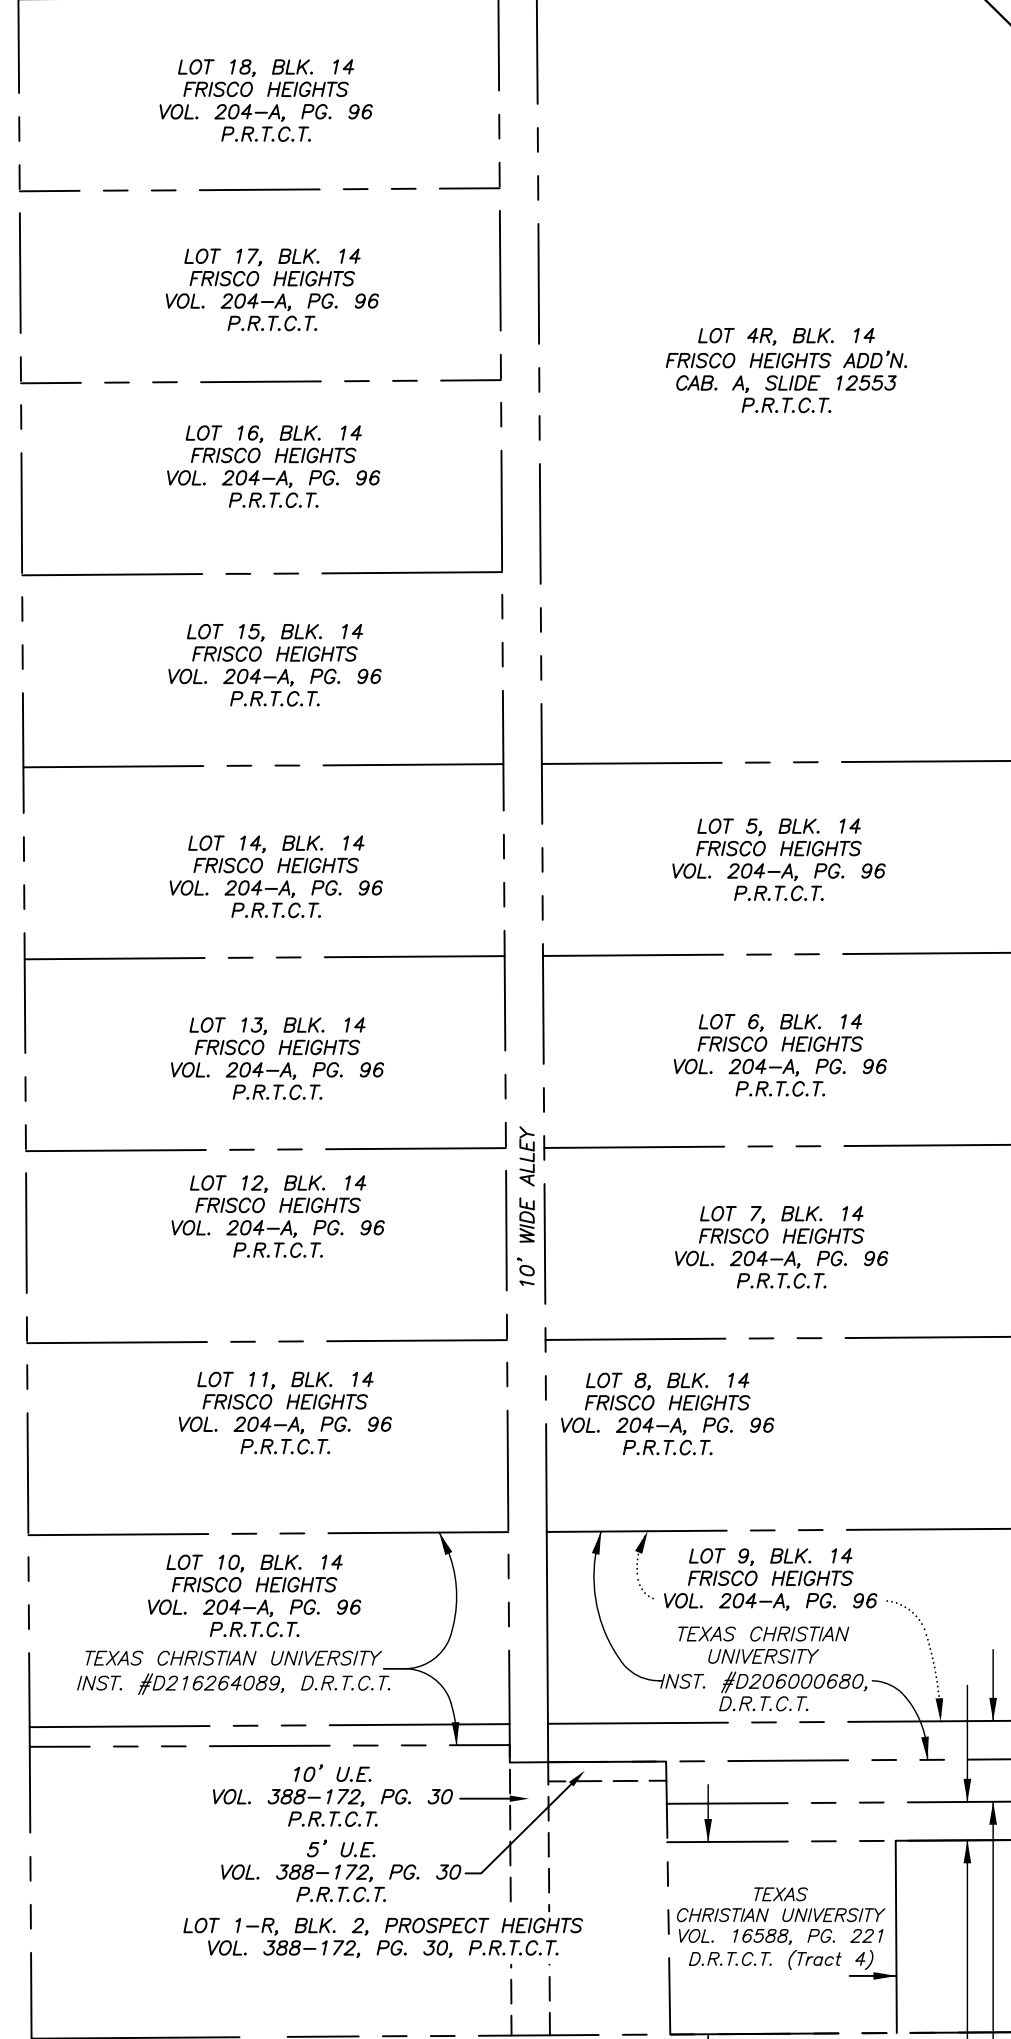 LOT 18, BLK. 14
FRISCO HEIGHTS
VOL. 204-A, PG. 96
P.R.T.C.T.
LOT 17, BLK. 14
FRISCO HEIGHTS
VOL. 204-A, PG. 96
P.R.T.C.T.
LOT 16, BLK. 14
FRISCO HEIGHTS
VOL. 204-A, PG. 96
P.R.T.C.T.
LOT 15, BLK. 14
FRISCO HEIGHTS
VOL. 204-A, PG. 96
P.R.T.C.T.
LOT 14, BLK. 14
FRISCO HEIGHTS
VOL. 204-A, PG. 96
P.R.T.C.T.
LOT 13, BLK. 14
FRISCO HEIGHTS
VOL. 204-A, PG. 96
P.R.T.C.T.
LOT 12, BLK. 14
FRISCO HEIGHTS
VOL. 204-A, PG. 96
P.R.T.C.T.
LOT 11, BLK. 14
FRISCO HEIGHTS
VOL. 204-A, PG. 96
P.R.T.C.T.
LOT 10, BLK. 14
FRISCO HEIGHTS
VOL. 204-A, PG. 96
P.R.T.C.T.
TEXAS CHRISTIAN UNIVERSITY
INST. #D216264089, D.R.T.C.T.
10' U.E.
VOL. 388-172, PG. 30
P.R.T.C.T.
5' U.E.
VOL. 388-172, PG. 30
P.R.T.C.T.
LOT 1-R, BLK. 2, PROSPECT HEIGHTS
VOL. 388-172, PG. 30, P.R.T.C.T.
10' WIDE ALLEY
LOT 4R, BLK. 14
FRISCO HEIGHTS ADD'N.
CAB. A, SLIDE 12553
P.R.T.C.T.
LOT 5, BLK. 14
FRISCO HEIGHTS
VOL. 204-A, PG. 96
P.R.T.C.T.
LOT 6, BLK. 14
FRISCO HEIGHTS
VOL. 204-A, PG. 96
P.R.T.C.T.
LOT 7, BLK. 14
FRISCO HEIGHTS
VOL. 204-A, PG. 96
P.R.T.C.T.
LOT 8, BLK. 14
FRISCO HEIGHTS
VOL. 204-A, PG. 96
P.R.T.C.T.
LOT 9, BLK. 14
FRISCO HEIGHTS
VOL. 204-A, PG. 96
TEXAS CHRISTIAN
UNIVERSITY
INST. #D206000680,
D.R.T.C.T.
TEXAS
CHRISTIAN UNIVERSITY
VOL. 16588, PG. 221
D.R.T.C.T. (Tract 4)